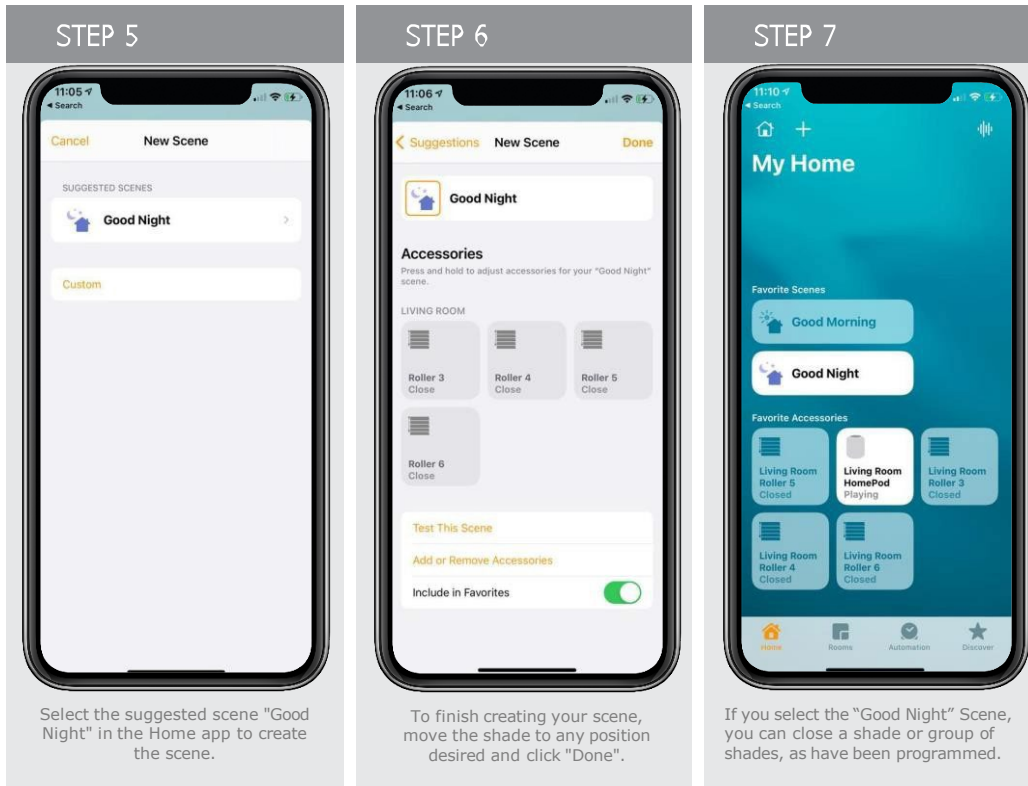 STEP 5
11:05
◀ Search
Cancel New Scene
SUGGESTED SCENES
Good Night
Custom
Select the suggested scene "Good
Night" in the Home app to create
the scene.
STEP 6
11:06
◀ Search
Suggestions New Scene Done
Good Night
Accessories
Press and hold to adjust accessories for your "Good Night"
scene.
LIVING ROOM
Roller 3
Close
Roller 4
Close
Roller 5
Close
Roller 6
Close
Test This Scene
Add or Remove Accessories
Include in Favorites
To finish creating your scene,
move the shade to any position
desired and click "Done".
STEP 7
11:10
◀ Search
My Home
Favorite Scenes
Good Morning
Good Night
Favorite Accessories
Living Room
Roller 5
Closed
Living Room
HomePod
Playing
Living Room
Roller 3
Closed
Living Room
Roller 4
Closed
Living Room
Roller 6
Closed
Home Rooms Automation Discover
If you select the “Good Night” Scene,
you can close a shade or group of
shades, as have been programmed.